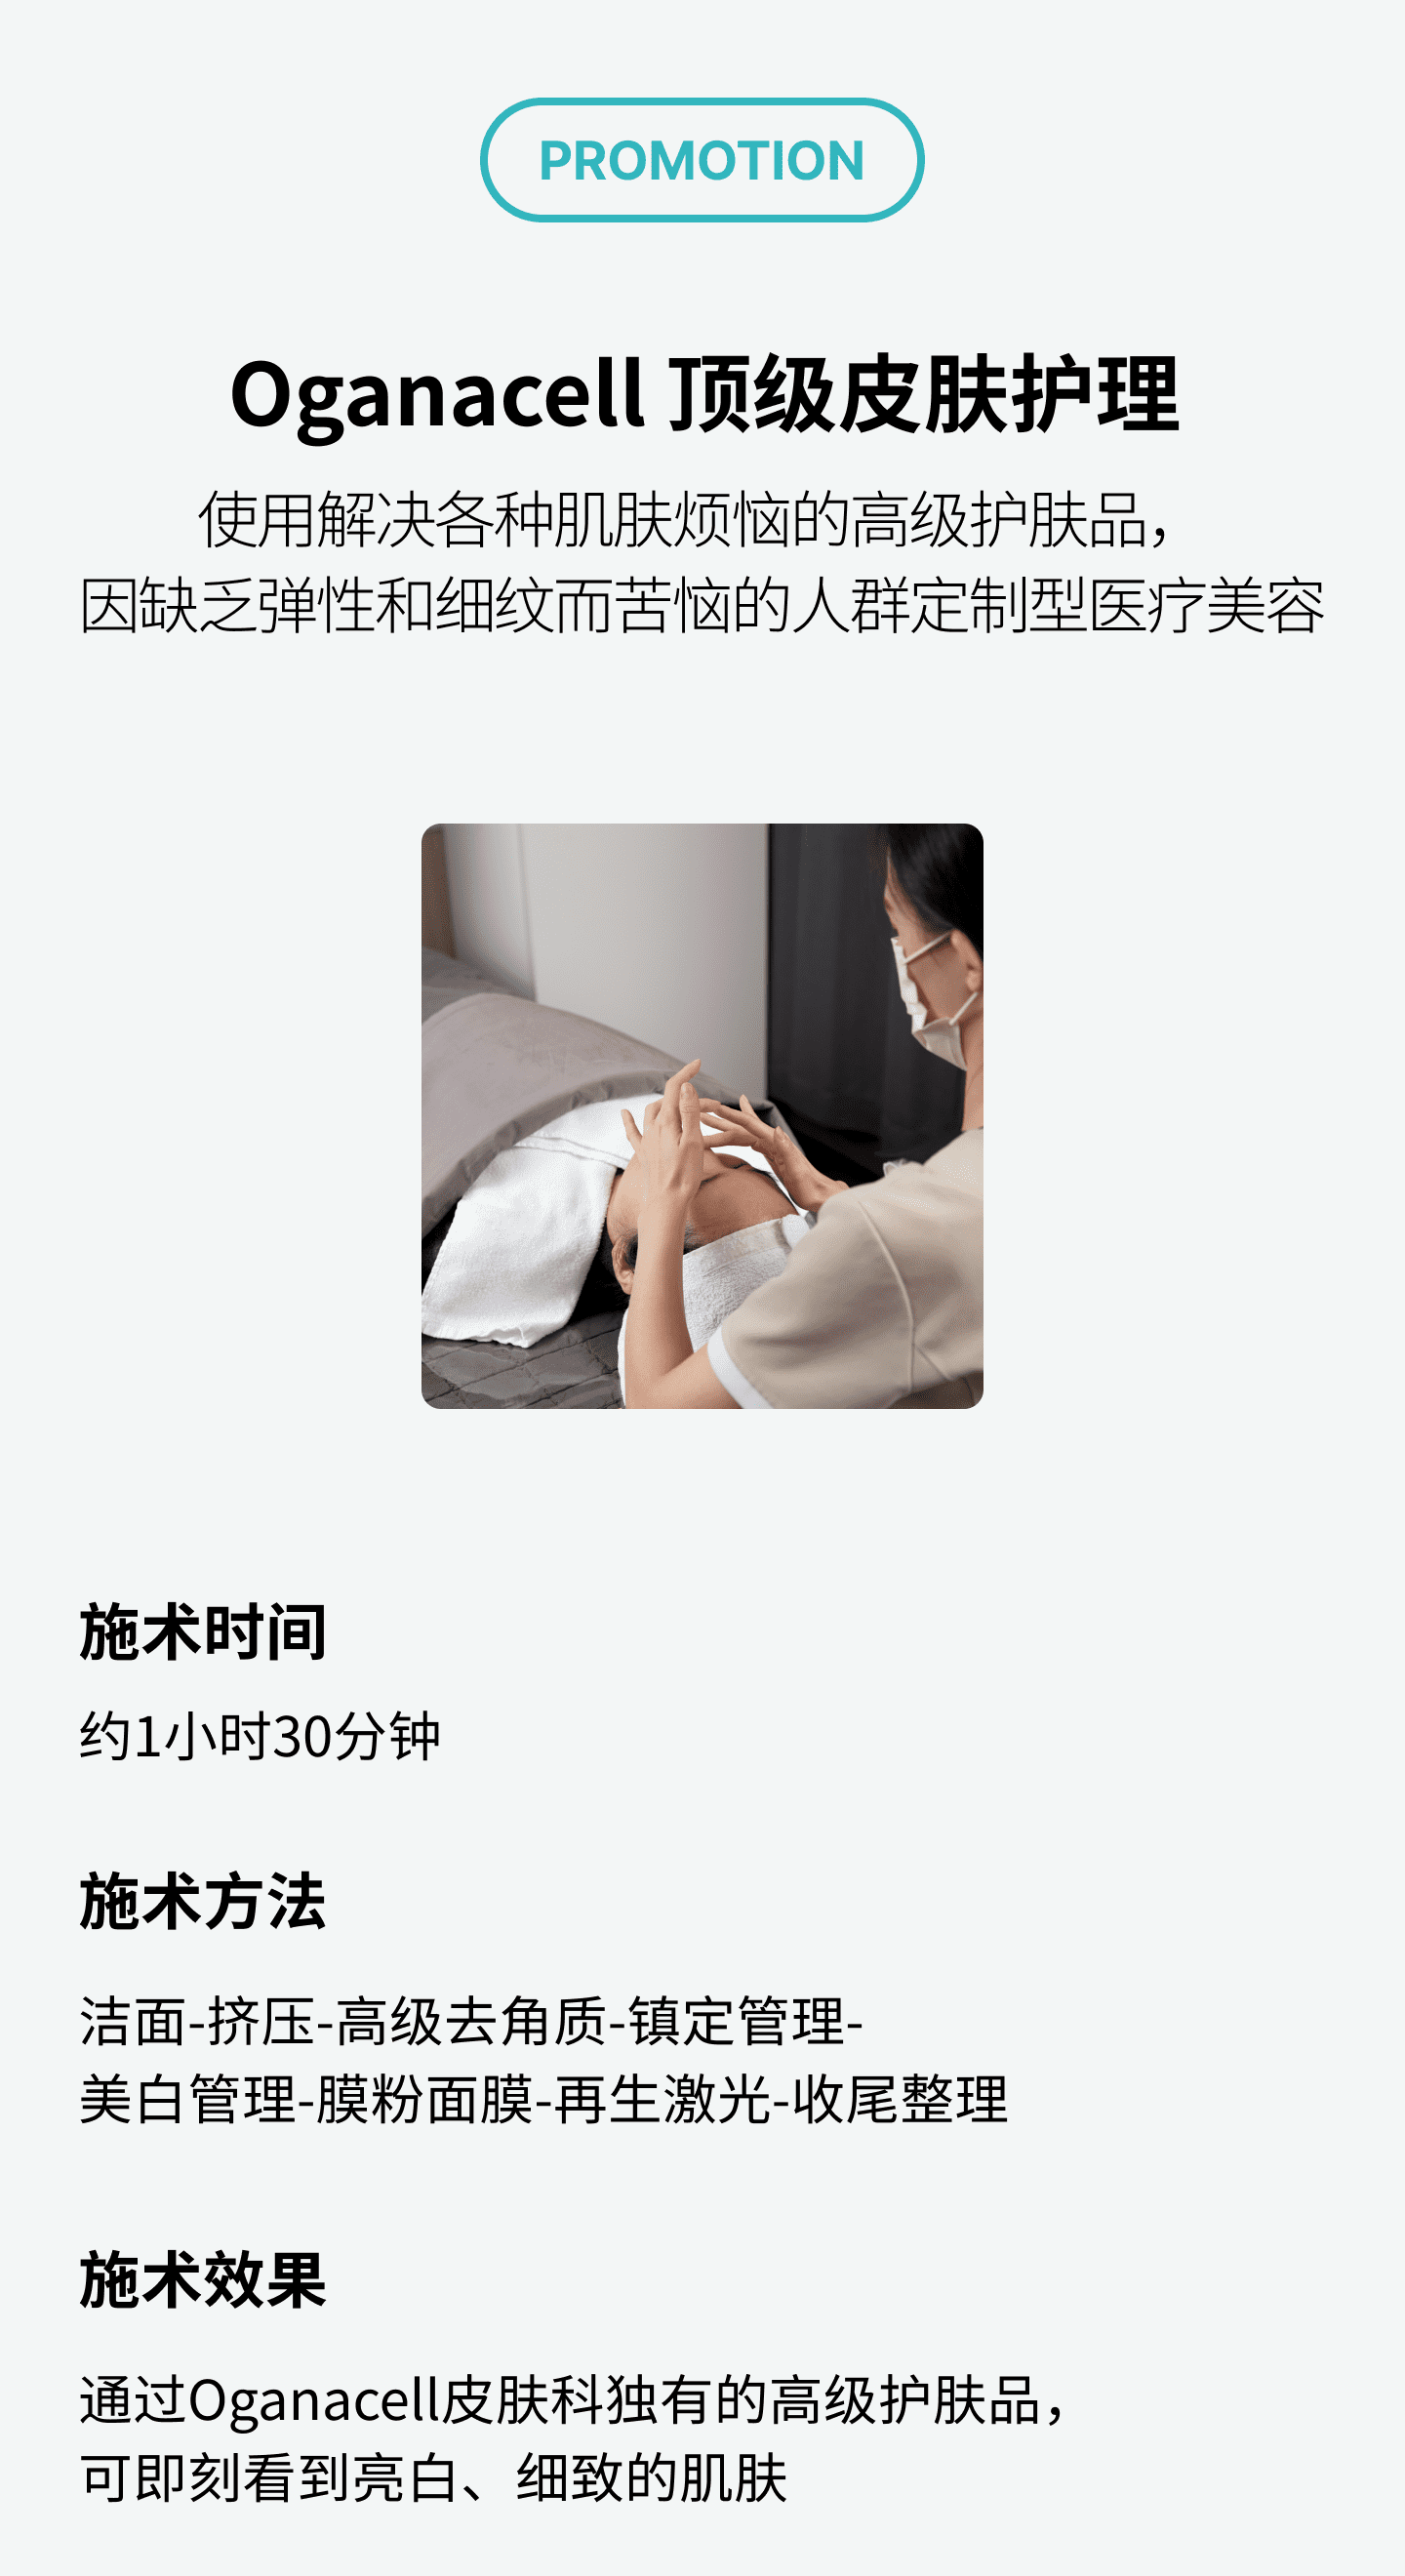 PROMOTION
Oganacell 顶级皮肤护理
使用解决各种肌肤烦恼的高级护肤品，
因缺乏弹性和细纹而苦恼的人群定制型医疗美容
施术时间
约1小时30分钟
施术方法
洁面-挤压-高级去角质-镇定管理-
美白管理-膜粉面膜-再生激光-收尾整理
施术效果
通过Oganacell皮肤科独有的高级护肤品，
可即刻看到亮白、细致的肌肤